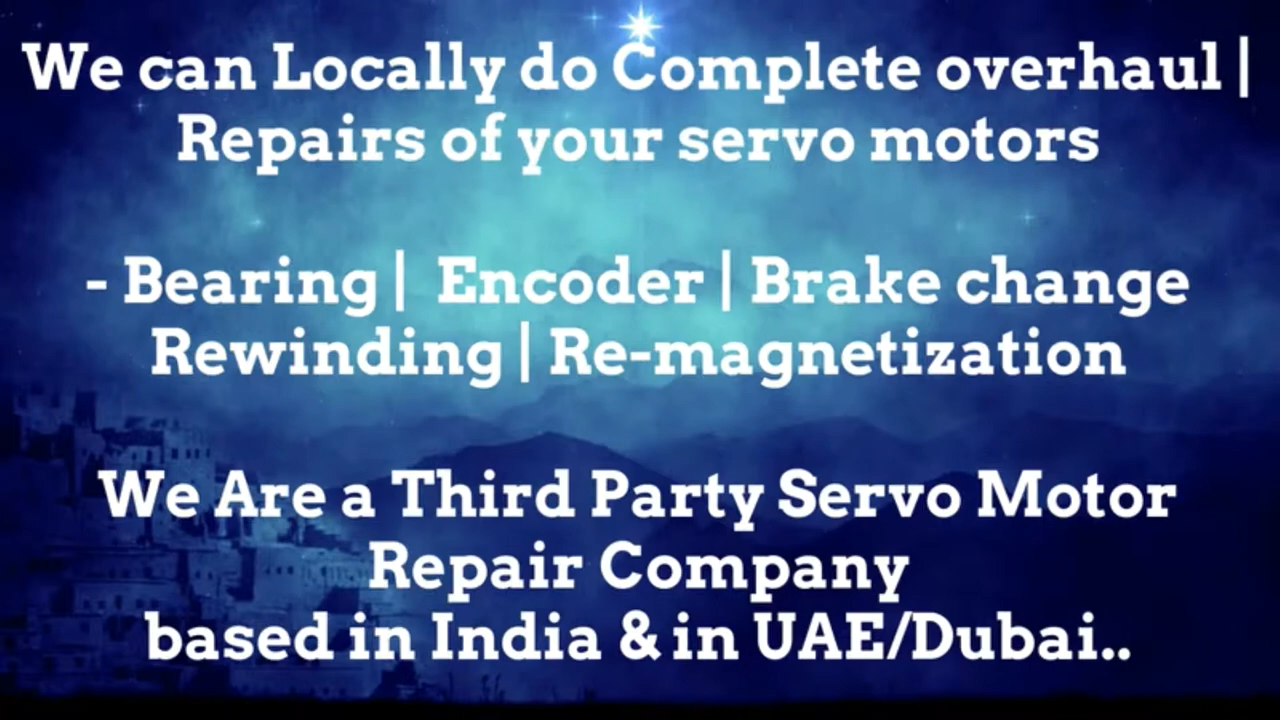 We can Locally do Complete overhaul |
Repairs of your servo motors
- Bearing | Encoder | Brake change
Rewinding | Re-magnetization
We Are a Third Party Servo Motor
Repair Company
based in India & in UAE/Dubai..